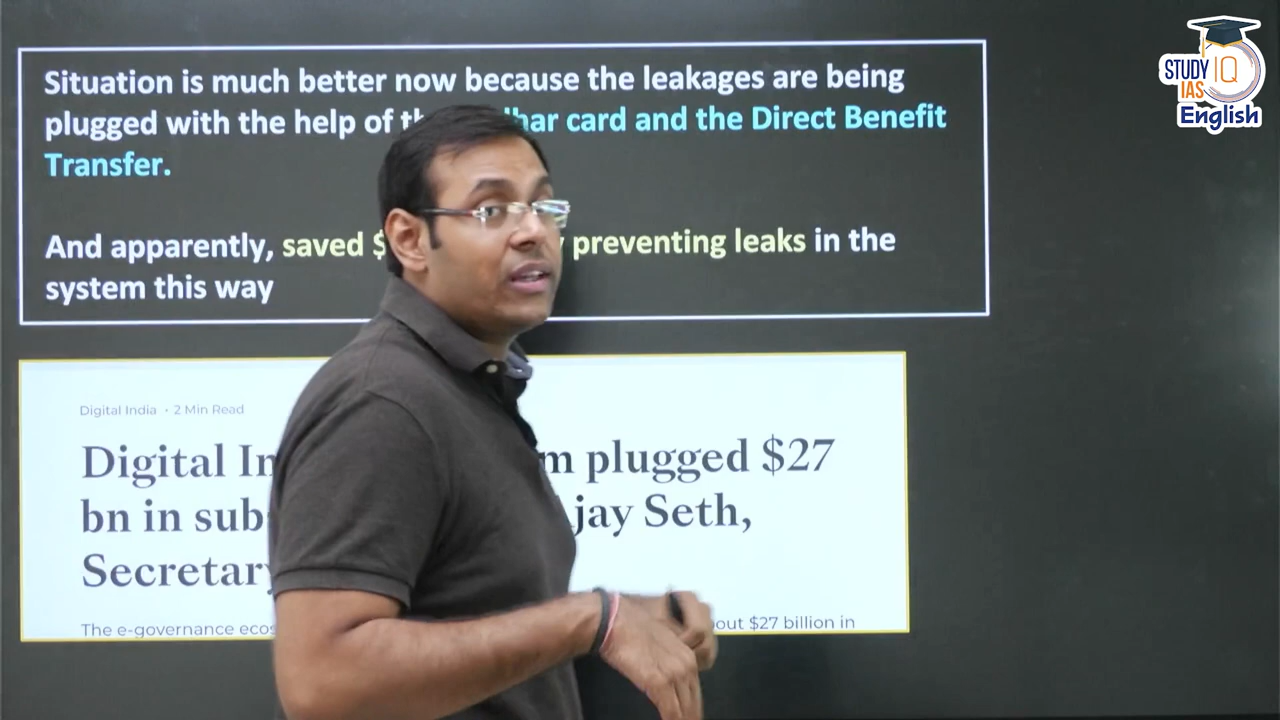 Situation is much better now because the leakages are being
plugged with the help of har card and the Direct Benefit
Transfer.
And apparently, saved $ preventing leaks in the
system this way
Digital India • 2 Min Read
Digital In m plugged $27
bn in sub jay Seth,
Secretary
The e-governance ecos out $27 billion in
STUDY IQ
IAS
English